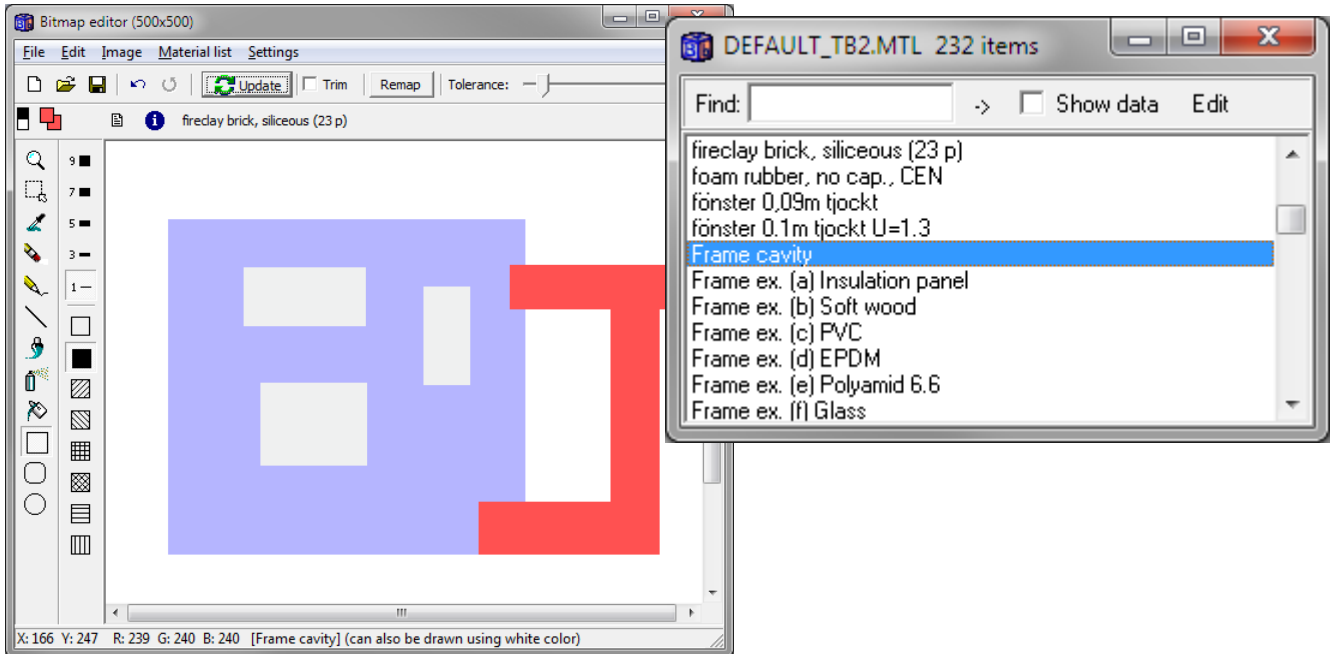 Bitmap editor (500x500)
File Edit Image Material list Settings
Update Trim Remap Tolerance:
fireclay brick, siliceous (23 p)
9
7
5
3
1
X: 166 Y: 247 R: 239 G: 240 B: 240 [Frame cavity] (can also be drawn using white color)
DEFAULT_TB2.MTL 232 items
Find: -> Show data Edit
fireclay brick, siliceous (23 p)
foam rubber, no cap., CEN
fönster 0,09m tjockt
fönster 0.1m tjockt U=1.3
Frame cavity
Frame ex. (a) Insulation panel
Frame ex. (b) Soft wood
Frame ex. (c) PVC
Frame ex. (d) EPDM
Frame ex. (e) Polyamid 6.6
Frame ex. (f) Glass